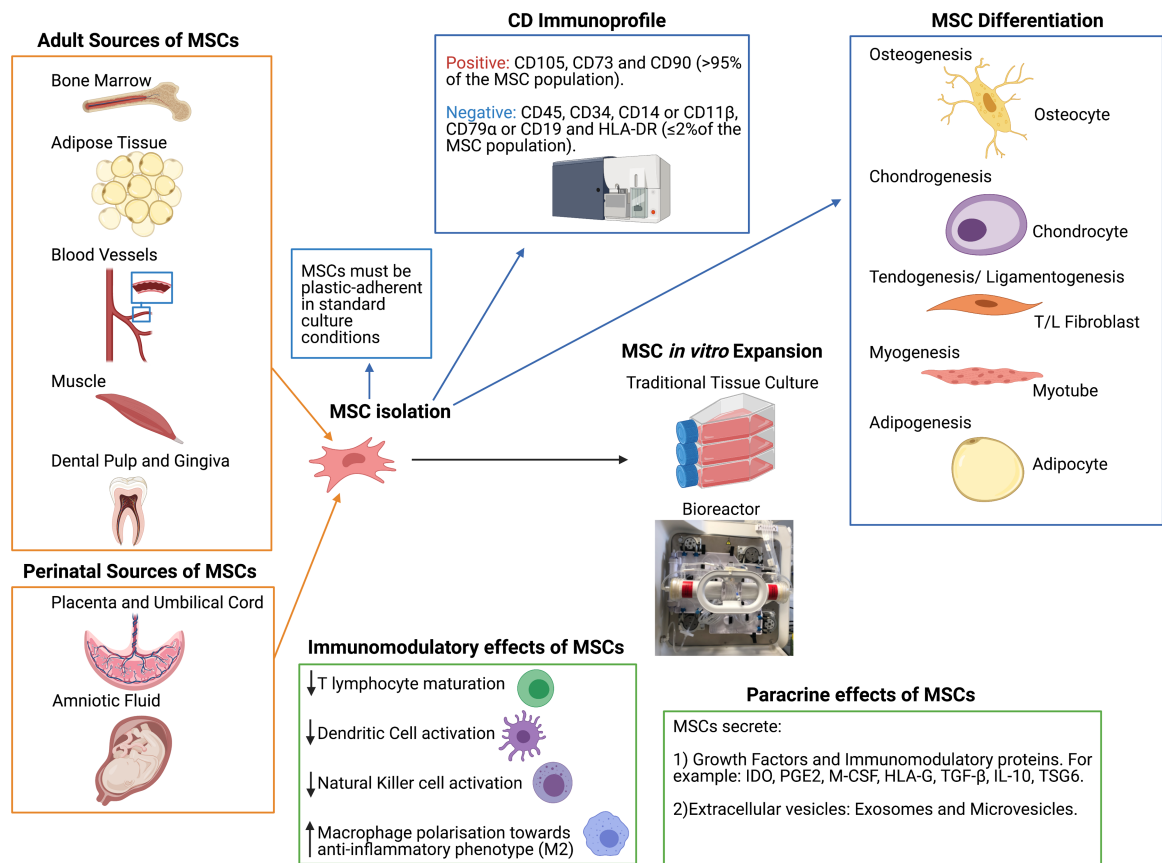 Adult Sources of MSCs
Bone Marrow
Adipose Tissue
Blood Vessels
Muscle
Dental Pulp and Gingiva
Perinatal Sources of MSCs
Placenta and Umbilical Cord
Amniotic Fluid
MSCs must be
plastic-adherent
in standard
culture
conditions
MSC isolation
CD Immunoprofile
Positive: CD105, CD73 and CD90 (>95%
of the MSC population).
Negative: CD45, CD34, CD14 or CD11β,
CD79α or CD19 and HLA-DR (≤2%of the
MSC population).
MSC in vitro Expansion
Traditional Tissue Culture
Bioreactor
MSC Differentiation
Osteogenesis
Osteocyte
Chondrogenesis
Chondrocyte
Tendogenesis/ Ligamentogenesis
T/L Fibroblast
Myogenesis
Myotube
Adipogenesis
Adipocyte
Immunomodulatory effects of MSCs
↓T lymphocyte maturation
↓Dendritic Cell activation
↓Natural Killer cell activation
↑Macrophage polarisation towards
anti-inflammatory phenotype (M2)
Paracrine effects of MSCs
MSCs secrete:
1) Growth Factors and Immunomodulatory proteins. For
example: IDO, PGE2, M-CSF, HLA-G, TGF-β, IL-10, TSG6.
2)Extracellular vesicles: Exosomes and Microvesicles.